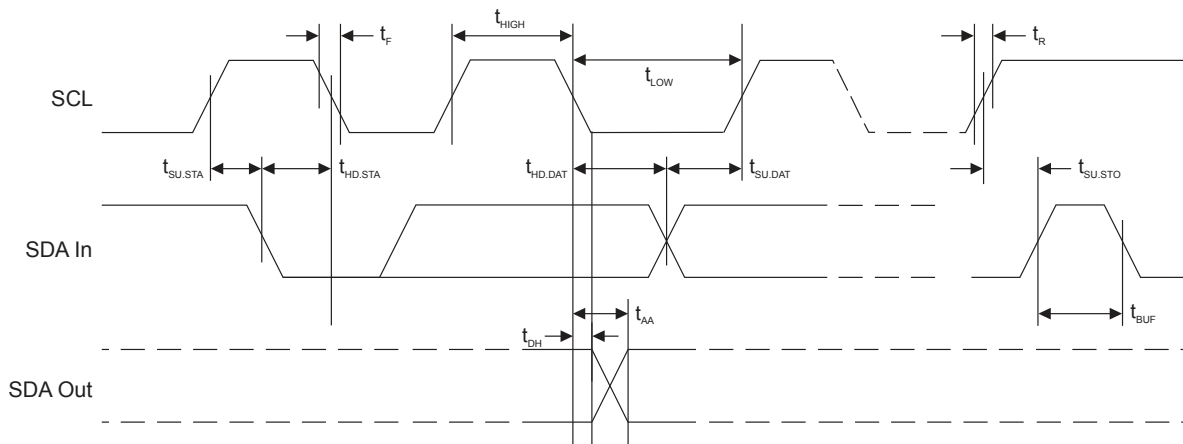 tHIGH
tF
tR
SCL
tLOW
tSU.STA
tHD.STA
tHD.DAT
tSU.DAT
tSU.STO
SDA In
tAA
tBUF
tDH
SDA Out